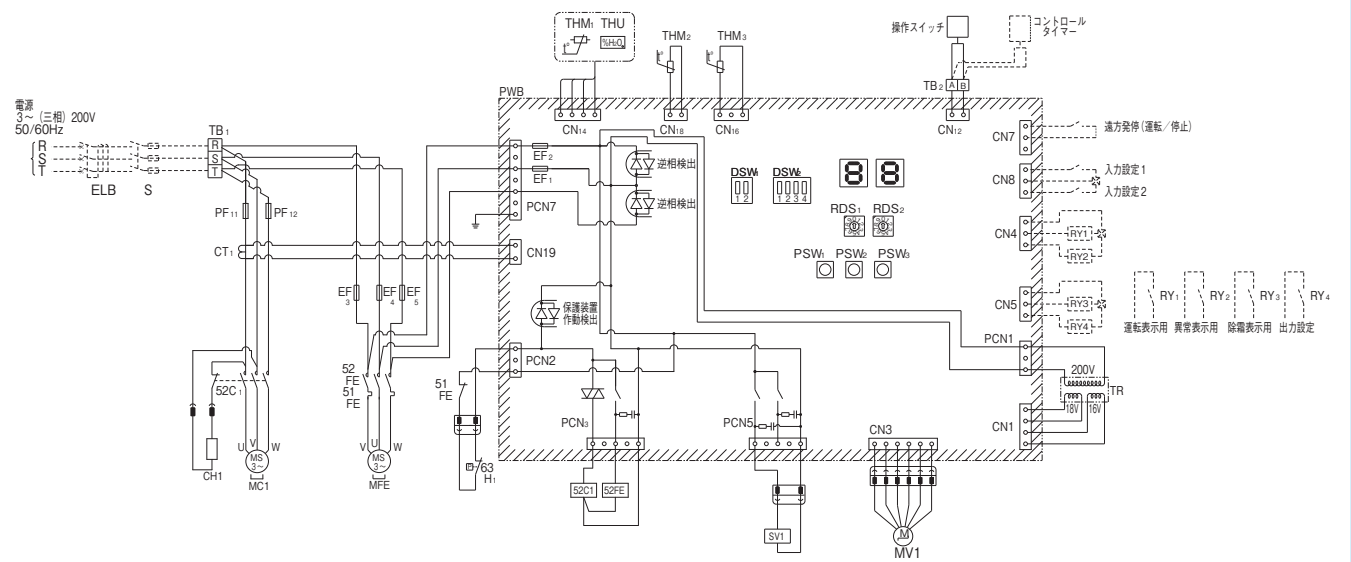 電源
3～ (三相) 200V
50/60Hz
R
S
T
ELB
S
TB1
R
S
T
PF11
PF12
CT1
EF3
EF4
EF5
52C1
CH1
U
V
W
MS
3～
MC1
52
FE
51
FE
V
U
W
MS
3～
MFE
THM1 THU
t°
%H2O
THM2
t°
THM3
t°
操作スイッチ
コントロール
タイマー
TB2
A
B
PWB
CN14
CN18
CN16
CN12
EF2
EF1
PCN7
逆相検出
逆相検出
CN19
保護装置
作動検出
PCN2
51
FE
P
63
H1
DSW1
1 2
DSW2
1 2 3 4
88
RDS1
RDS2
PSW1
PSW2
PSW3
PCN3
52C1
52FE
PCN5
SV1
CN3
M
MV1
CN7
遠方発停(運転／停止)
CN8
入力設定1
入力設定2
CN4
RY1
RY2
CN5
RY3
RY4
PCN1
200V
TR
18V
16V
CN1
RY1
RY2
RY3
RY4
運転表示用
異常表示用
除霜表示用
出力設定